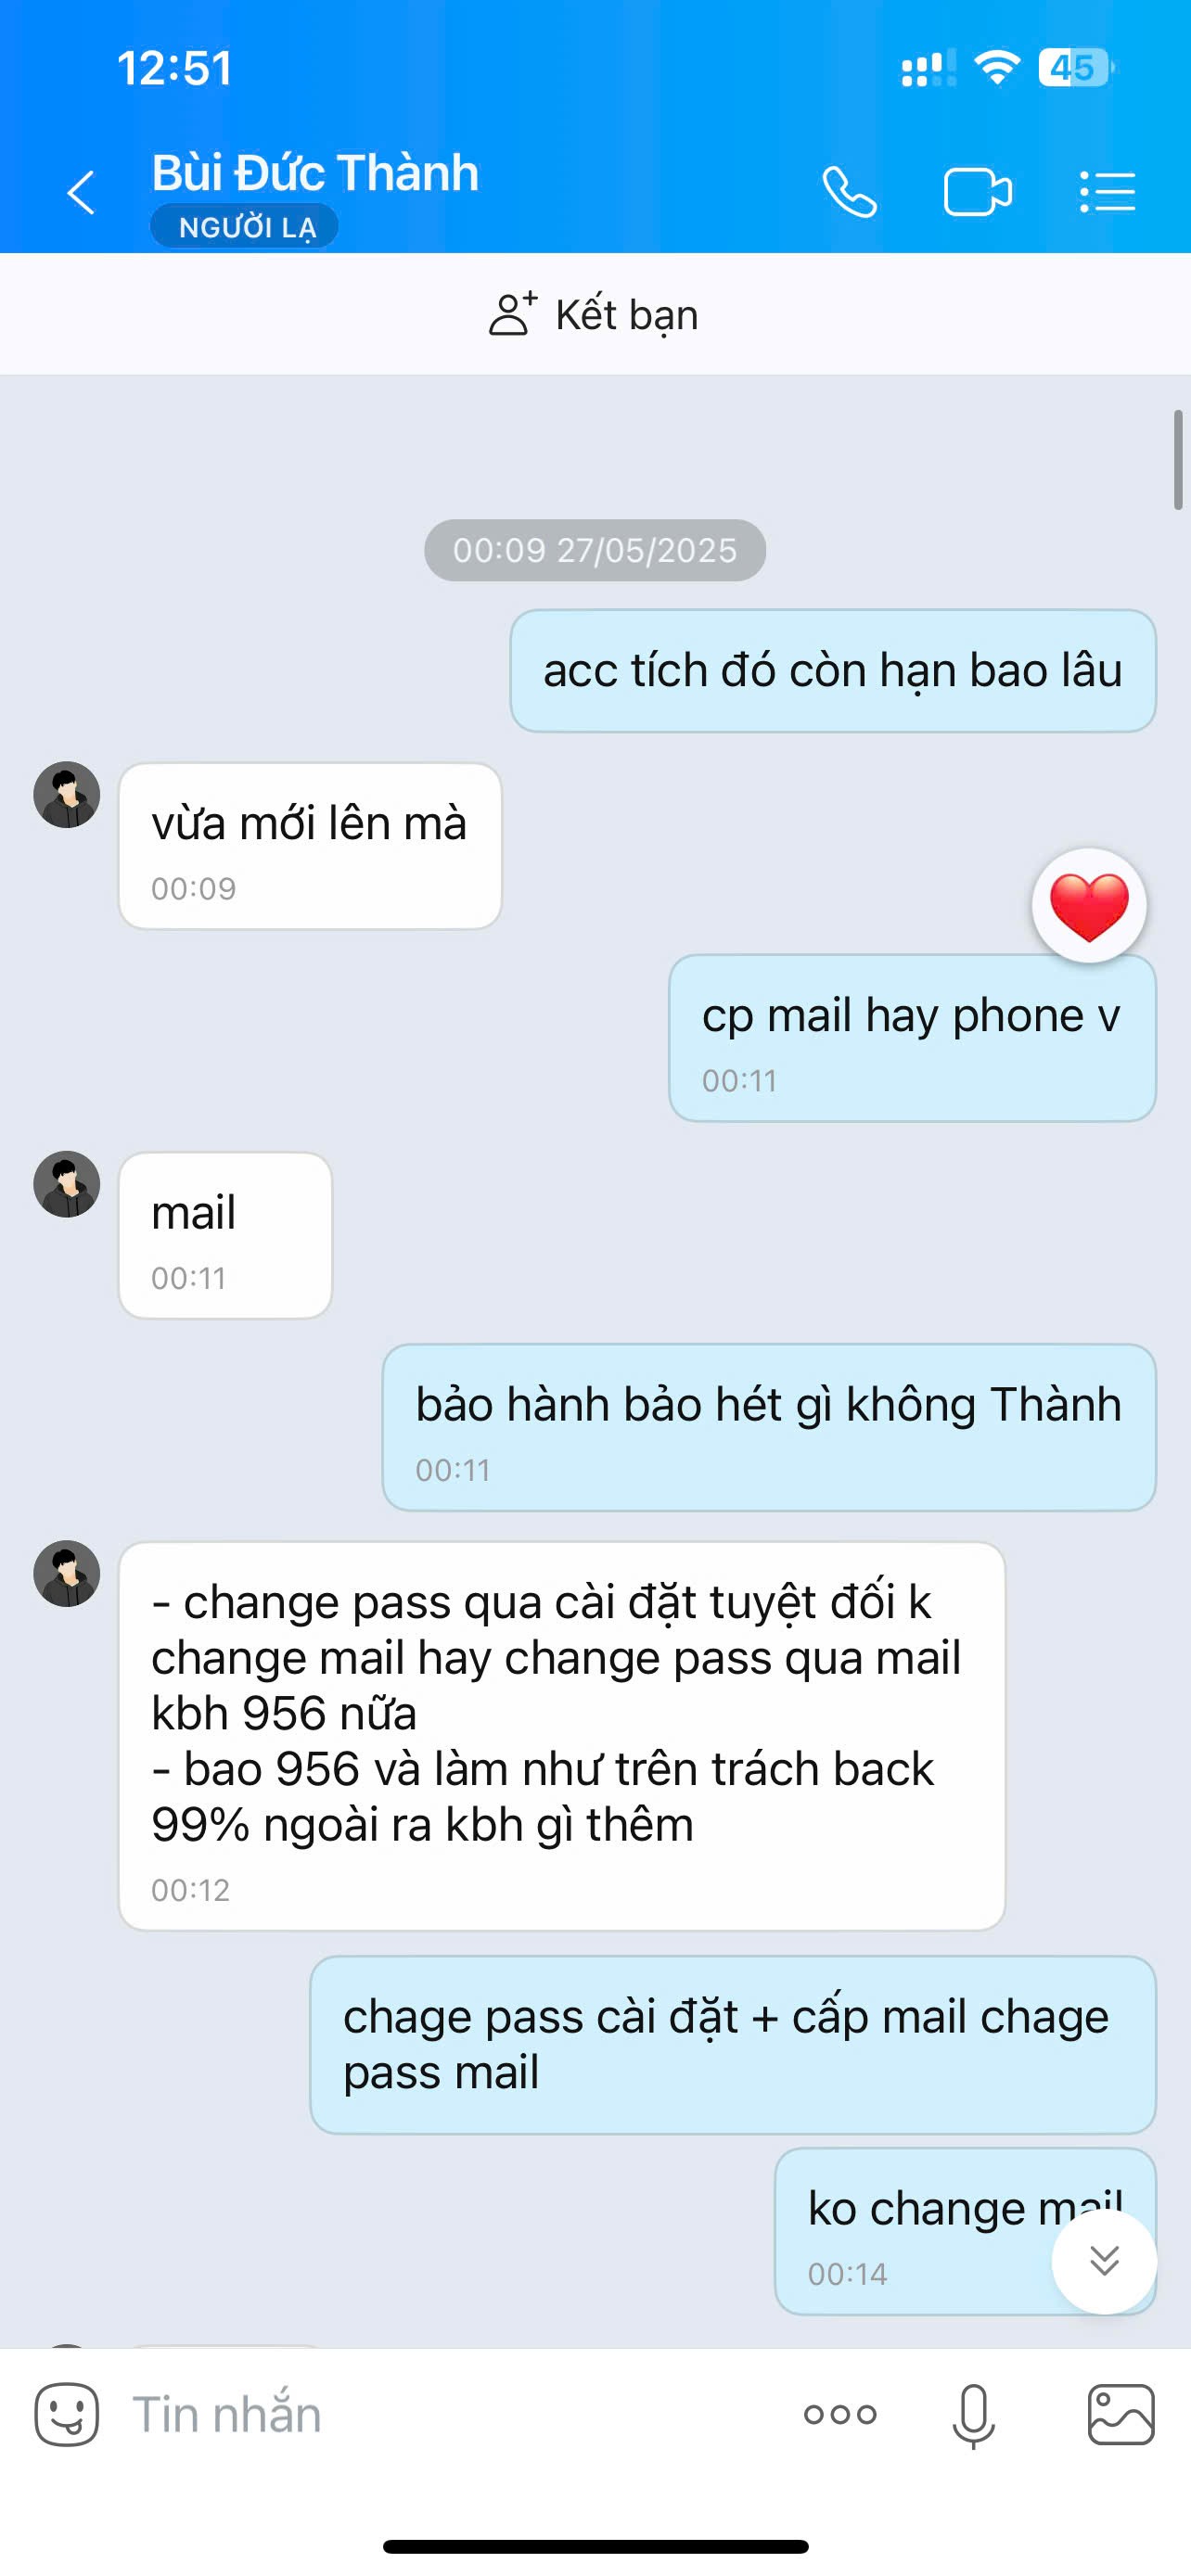 12:51
45
Bùi Đức Thành
NGƯỜI LẠ
Kết bạn
00:09 27/05/2025
acc tích đó còn hạn bao lâu
vừa mới lên mà
00:09
cp mail hay phone v
00:11
mail
00:11
bảo hành bảo hét gì không Thành
00:11
- change pass qua cài đặt tuyệt đối k
change mail hay change pass qua mail
kbh 956 nữa
- bao 956 và làm như trên trách back
99% ngoài ra kbh gì thêm
00:12
chage pass cài đặt + cấp mail chage
pass mail
ko change mail
00:14
Tin nhắn